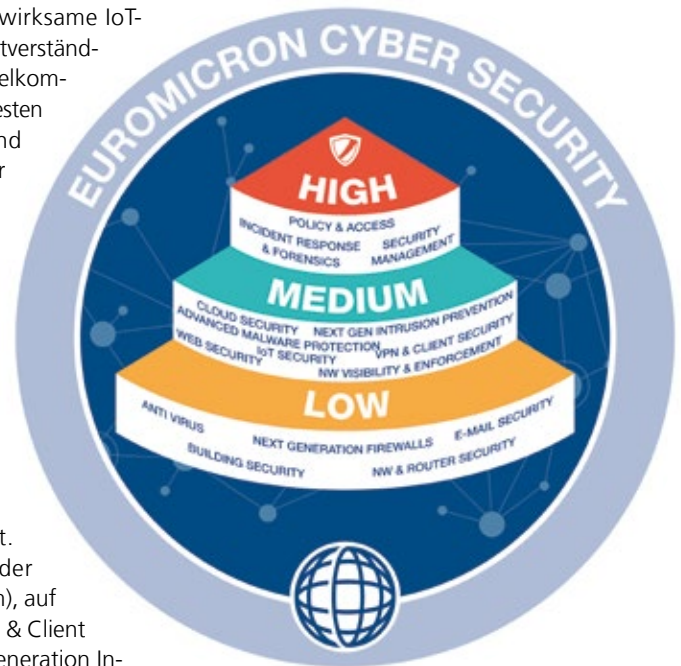 wirksame IoT-
tverständ-
elkom-
esten
nd
r
t.
der
n), auf
& Client
eneration In-
EUROMICRON CYBER SECURITY
HIGH
POLICY & ACCESS
INCIDENT RESPONSE
& FORENSICS
SECURITY
MANAGEMENT
MEDIUM
CLOUD SECURITY
NEXT GEN INTRUSION PREVENTION
ADVANCED MALWARE PROTECTION
VPN & CLIENT SECURITY
WEB SECURITY
IoT SECURITY
NW VISIBILITY & ENFORCEMENT
LOW
ANTI VIRUS
NEXT GENERATION FIREWALLS
E-MAIL SECURITY
BUILDING SECURITY
NW & ROUTER SECURITY